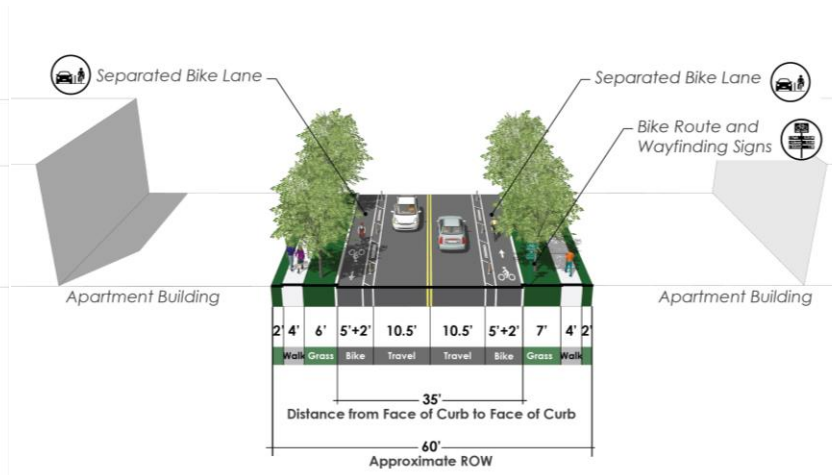 Separated Bike Lane
Separated Bike Lane
Bike Route and
Wayfinding Signs
Apartment Building
Apartment Building
2' 4' 6' 5'+2' 10.5' 10.5' 5'+2' 7' 4' 2'
Walk Grass Bike Travel Travel Bike Grass Walk
35'
Distance from Face of Curb to Face of Curb
60'
Approximate ROW